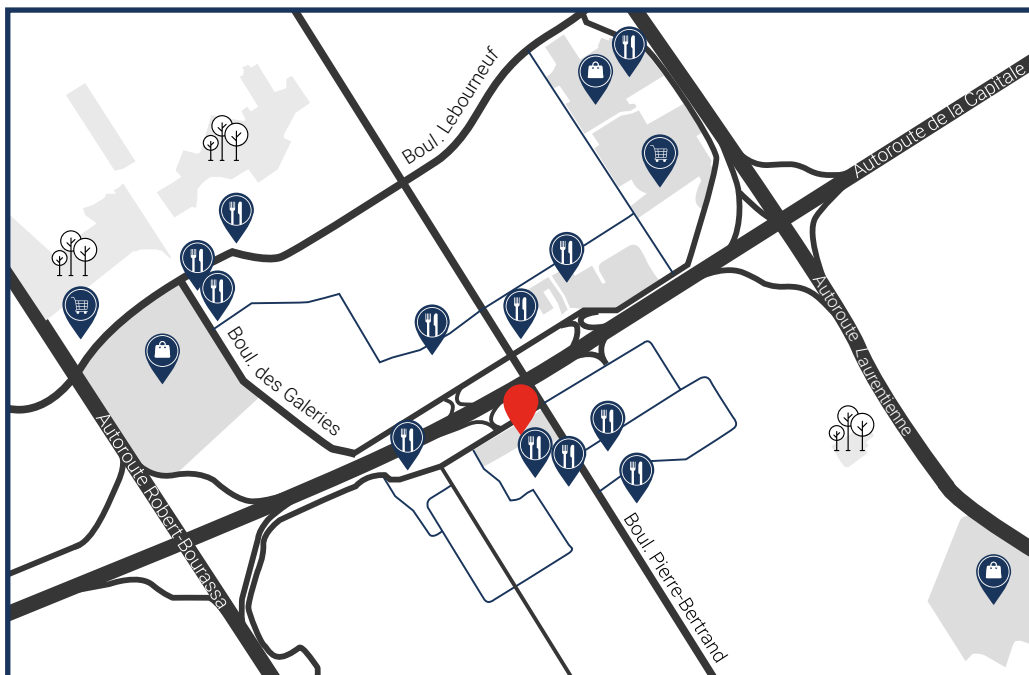 Boul. Lebourneuf
Autoroute de la Capitale
Boul. des Galeries
Autoroute Laurentienne
Autoroute Robert-Bourassa
Boul. Pierre-Bertrand